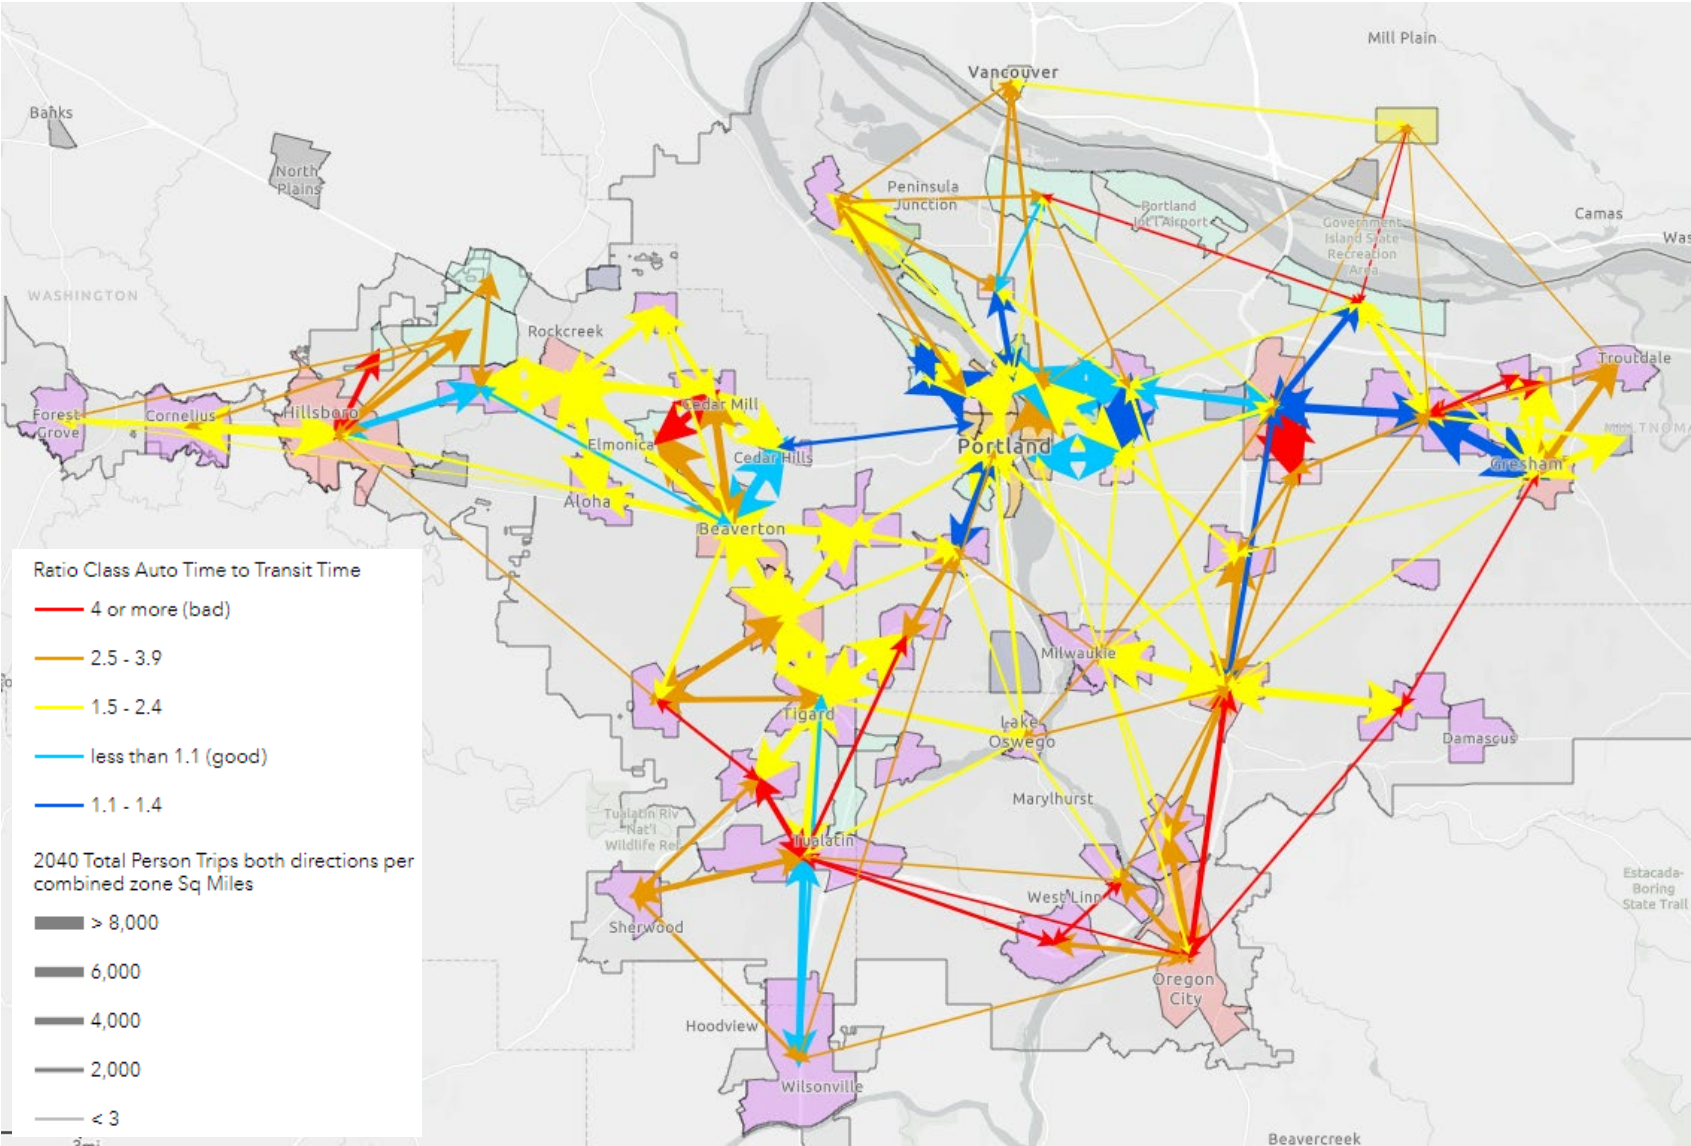 Mill Plain
Vancouver
Banks
North
Plains
Peninsula
Junction
Portland
Int'l Airport
Camas
Government
Island State
Recreation
Area
Was
WASHINGTON
Rockcreek
Troutdale
Forest
Grove
Cornelius
Hillsboro
Cedar Mill
MULTNOMA
Elmonica
Cedar Hills
Portland
Gresham
Aloha
Beaverton
Ratio Class Auto Time to Transit Time
4 or more (bad)
2.5 - 3.9
1.5 - 2.4
less than 1.1 (good)
1.1 - 1.4
2040 Total Person Trips both directions per
combined zone Sq Miles
> 8,000
6,000
4,000
2,000
< 3
Milwaukie
Tigard
Lake
Oswego
Damascus
Marylhurst
Tualatin Riv
Nat'l
Wildlife Re
Tualatin
West Linn
Estacada-
Boring
State Trail
Sherwood
Oregon
City
Hoodview
Wilsonville
Beavercreek